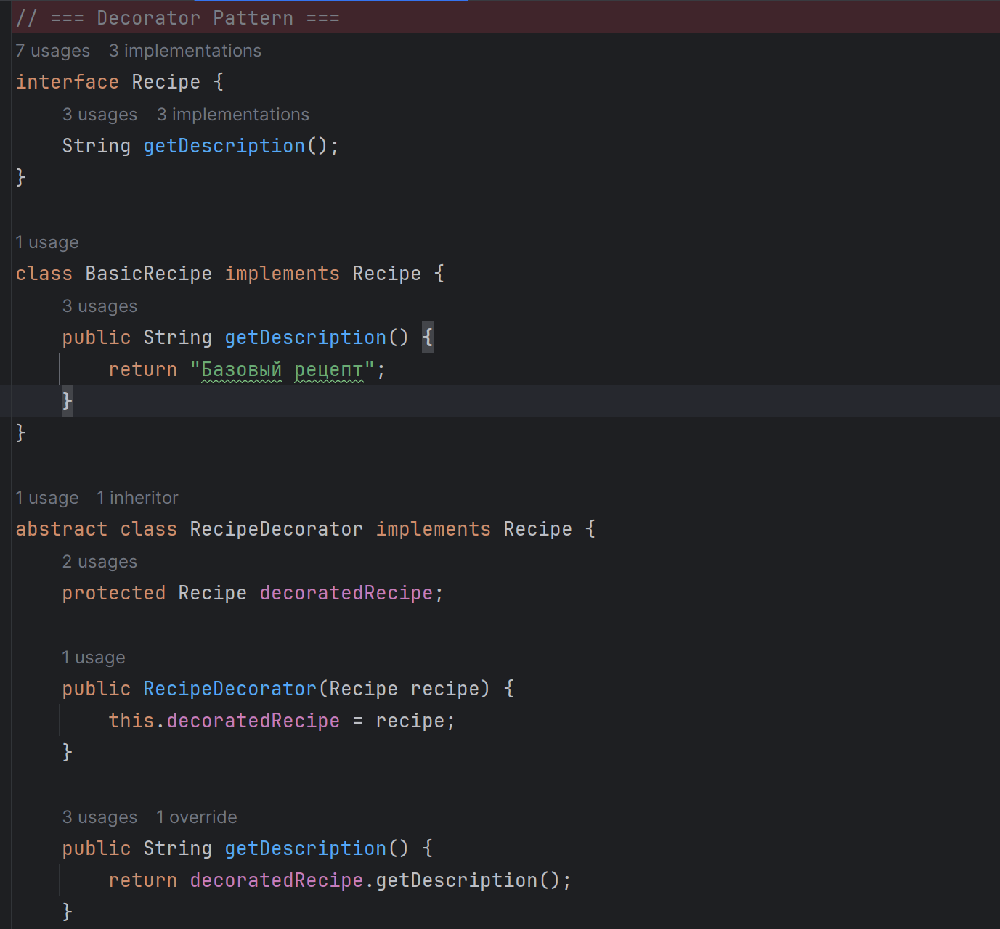 // === Decorator Pattern ===
7 usages   3 implementations
interface Recipe {
    3 usages   3 implementations
    String getDescription();
}

1 usage
class BasicRecipe implements Recipe {
    3 usages
    public String getDescription() {
        return "Базовый рецепт";
    }
}

1 usage   1 inheritor
abstract class RecipeDecorator implements Recipe {
    2 usages
    protected Recipe decoratedRecipe;

    1 usage
    public RecipeDecorator(Recipe recipe) {
        this.decoratedRecipe = recipe;
    }

    3 usages   1 override
    public String getDescription() {
        return decoratedRecipe.getDescription();
    }